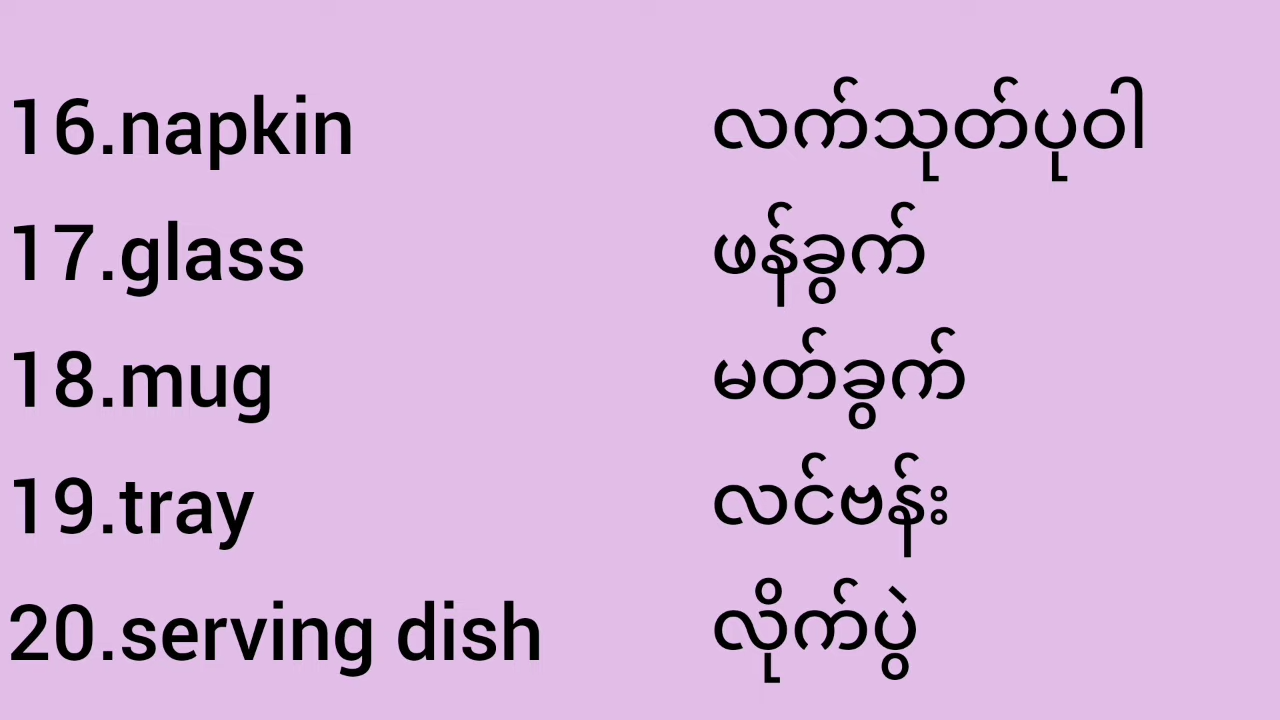 16.napkin လက်သုတ်ပုဝါ
17.glass ဖန်ခွက်
18.mug မတ်ခွက်
19.tray လင်ဗန်း
20.serving dish လိုက်ပွဲ